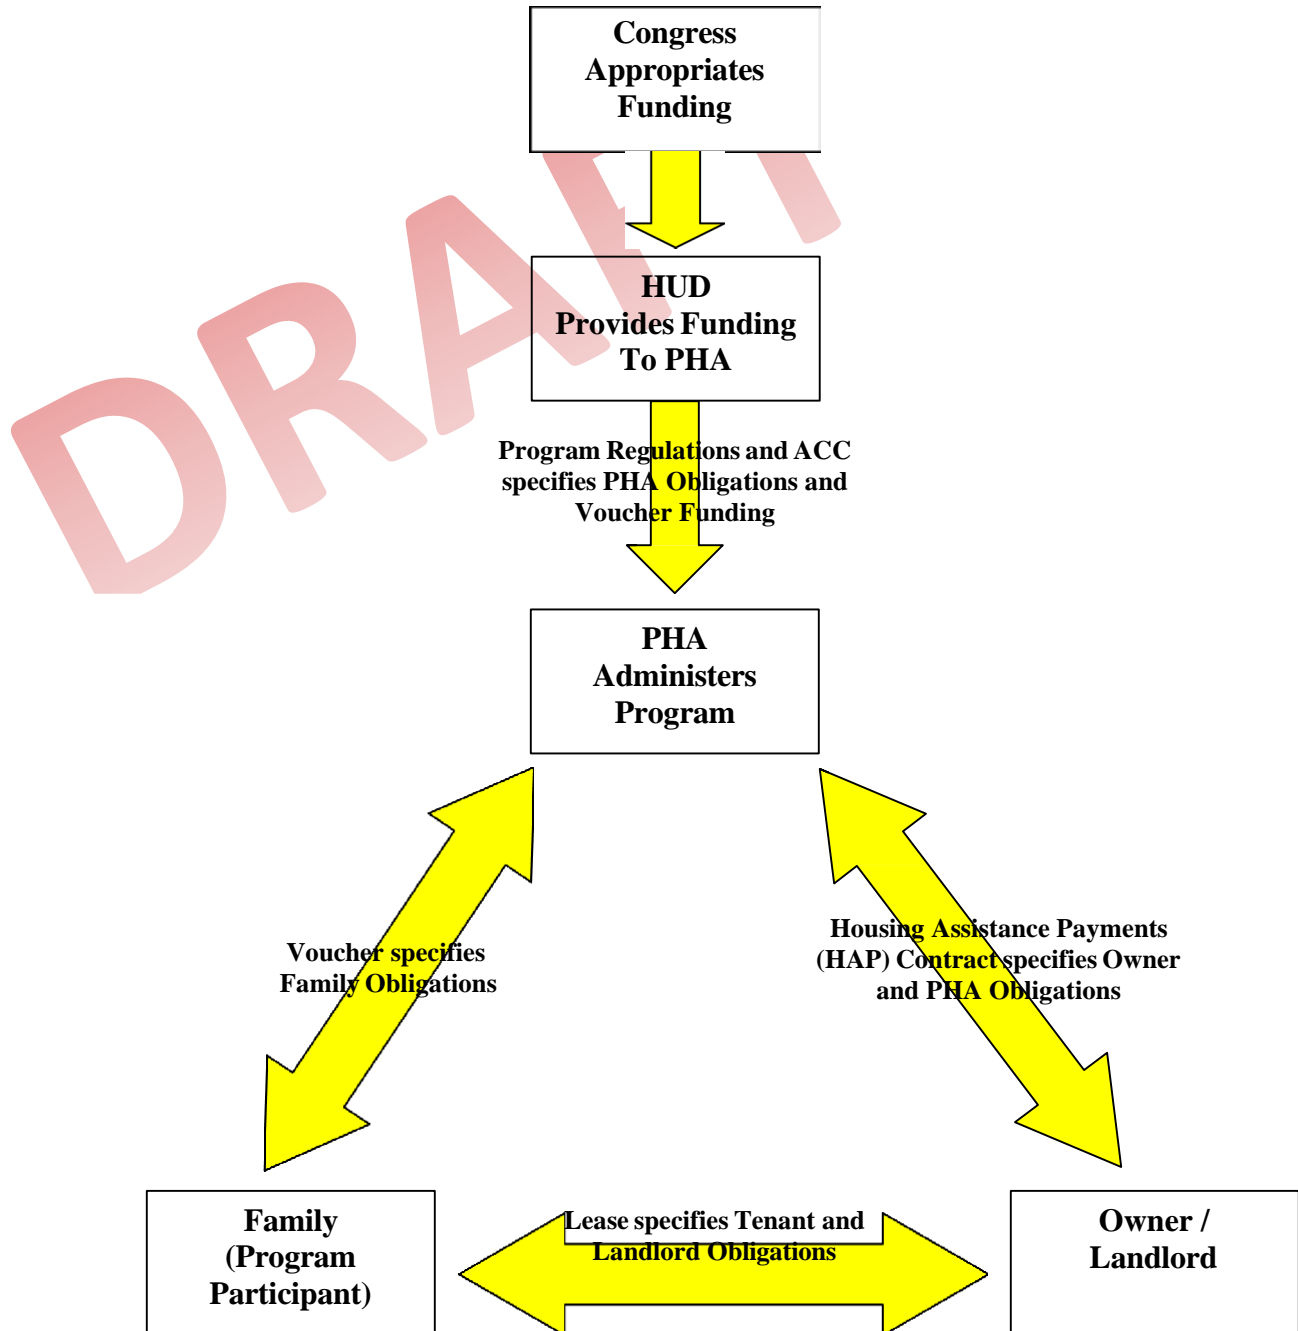 Congress
Appropriates
Funding
DRAFT
HUD
Provides Funding
To PHA
Program Regulations and ACC
specifies PHA Obligations and
Voucher Funding
PHA
Administers
Program
Voucher specifies
Family Obligations
Housing Assistance Payments
(HAP) Contract specifies Owner
and PHA Obligations
Family
(Program
Participant)
Lease specifies Tenant and
Landlord Obligations
Owner /
Landlord